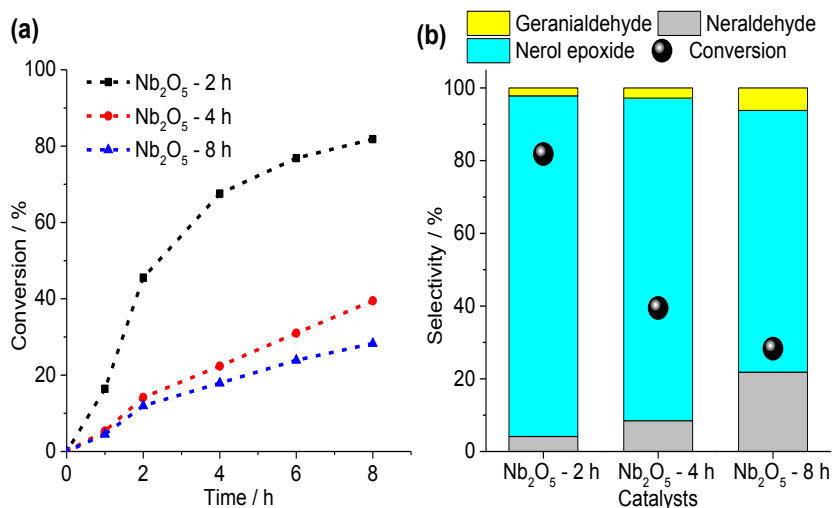 (a)
Nb₂O₅ - 2 h
Nb₂O₅ - 4 h
Nb₂O₅ - 8 h
100
80
60
40
20
0
Conversion / %
0 2 4 6 8
Time / h
(b)
Geranialdehyde Neraldehyde
Nerol epoxide Conversion
100
80
60
40
20
0
Selectivity / %
Nb₂O₅ - 2 h Nb₂O₅ - 4 h Nb₂O₅ - 8 h
Catalysts